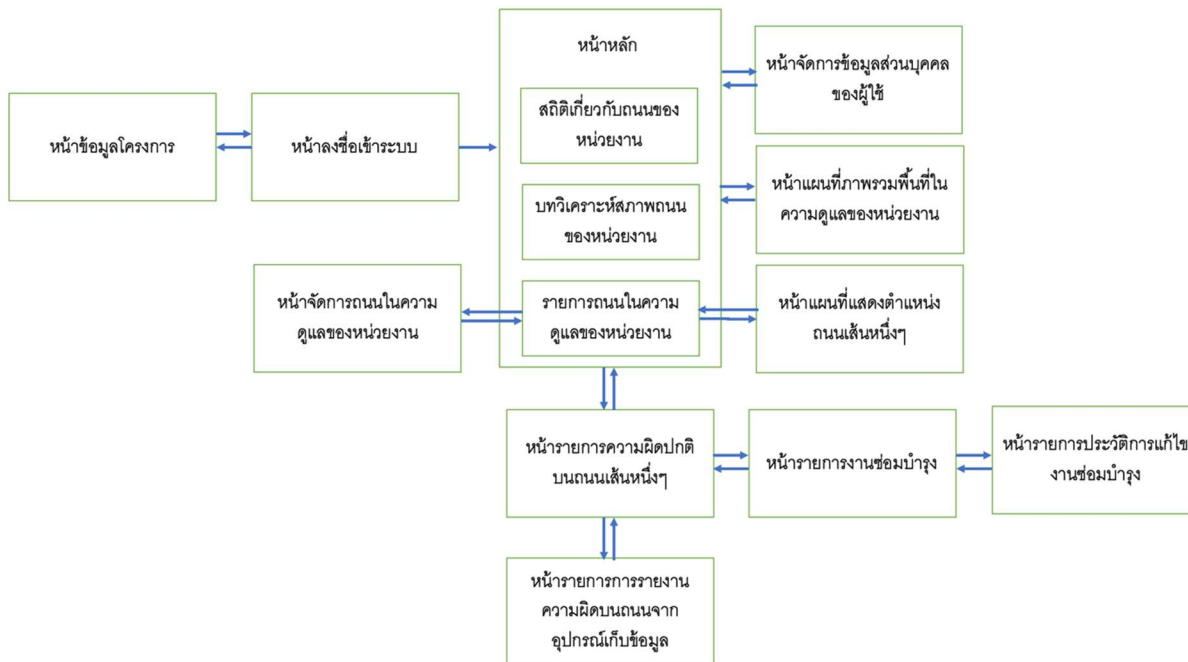 หน้าหลัก
หน้าจัดการข้อมูลส่วนบุคคล
ของผู้ใช้
สถิติเกี่ยวกับถนนของ
หน่วยงาน
หน้าข้อมูลโครงการ
หน้าลงชื่อเข้าระบบ
บทวิเคราะห์สภาพถนน
ของหน่วยงาน
หน้าแผนที่ภาพรวมพื้นที่ใน
ความดูแลของหน่วยงาน
หน้าจัดการถนนในความ
ดูแลของหน่วยงาน
รายการถนนในความ
ดูแลของหน่วยงาน
หน้าแผนที่แสดงตำแหน่ง
ถนนเส้นหนึ่งๆ
หน้ารายการความผิดปกติ
บนถนนเส้นหนึ่งๆ
หน้ารายการงานซ่อมบำรุง
หน้ารายการประวัติการแก้ไข
งานซ่อมบำรุง
หน้ารายการการรายงาน
ความผิดบนถนนจาก
อุปกรณ์เก็บข้อมูล